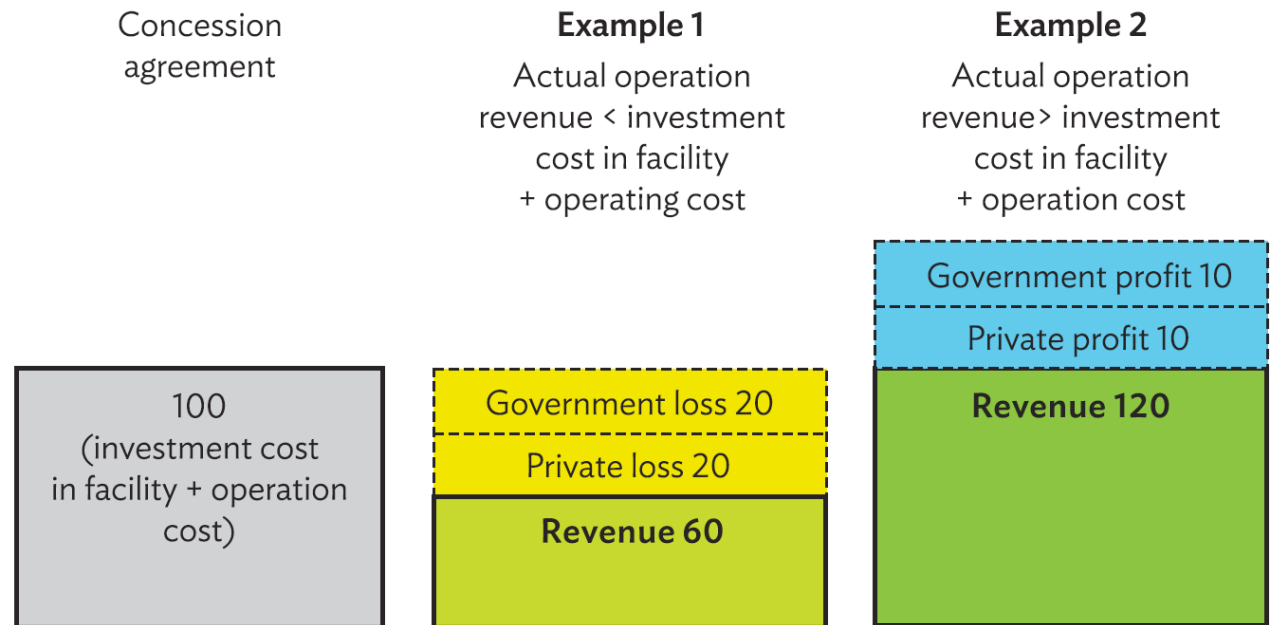 Concession
agreement
Example 1
Actual operation
revenue < investment
cost in facility
+ operating cost
Example 2
Actual operation
revenue> investment
cost in facility
+ operation cost
100
(investment cost
in facility + operation
cost)
Government loss 20
Private loss 20
Revenue 60
Government profit 10
Private profit 10
Revenue 120